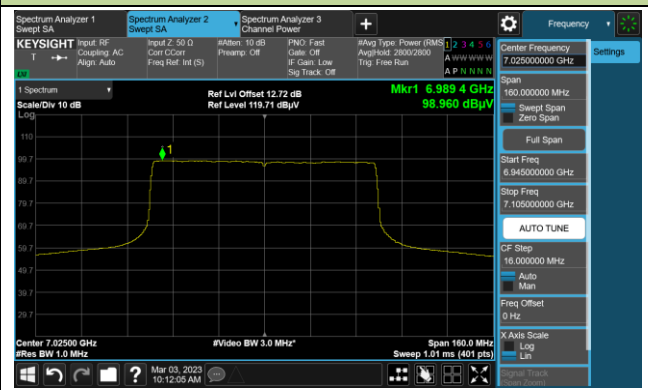 Spectrum Analyzer 1
Swept SA
Spectrum Analyzer 2
Swept SA
Spectrum Analyzer 3
Channel Power
Frequency
KEYSIGHT
T
LXI
Input: RF
Coupling: AC
Align: Auto
Input Z: 50 Ω
Corr CCorr
Freq Ref: Int (S)
#Atten: 10 dB
Preamp: Off
PNO: Fast
Gate: Off
IF Gain: Low
Sig Track: Off
#Avg Type: Power (RMS
Avg|Hold: 2800/2800
Trig: Free Run
1 2 3 4 5 6
A W W W W W
A P N N N N
1 Spectrum
Scale/Div 10 dB
Log
Ref Lvl Offset 12.72 dB
Ref Level 119.71 dBµV
Mkr1 6.989 4 GHz
98.960 dBµV
110
99.7
89.7
79.7
69.7
59.7
49.7
39.7
29.7
1
Center 7.02500 GHz
#Res BW 1.0 MHz
#Video BW 3.0 MHz*
Span 160.0 MHz
Sweep 1.01 ms (401 pts)
Mar 03, 2023
10:12:05 AM
Center Frequency
7.025000000 GHz
Settings
Span
160.000000 MHz
Swept Span
Zero Span
Full Span
Start Freq
6.945000000 GHz
Stop Freq
7.105000000 GHz
AUTO TUNE
CF Step
16.000000 MHz
Auto
Man
Freq Offset
0 Hz
X Axis Scale
Log
Lin
Signal Track
(Span Zoom)